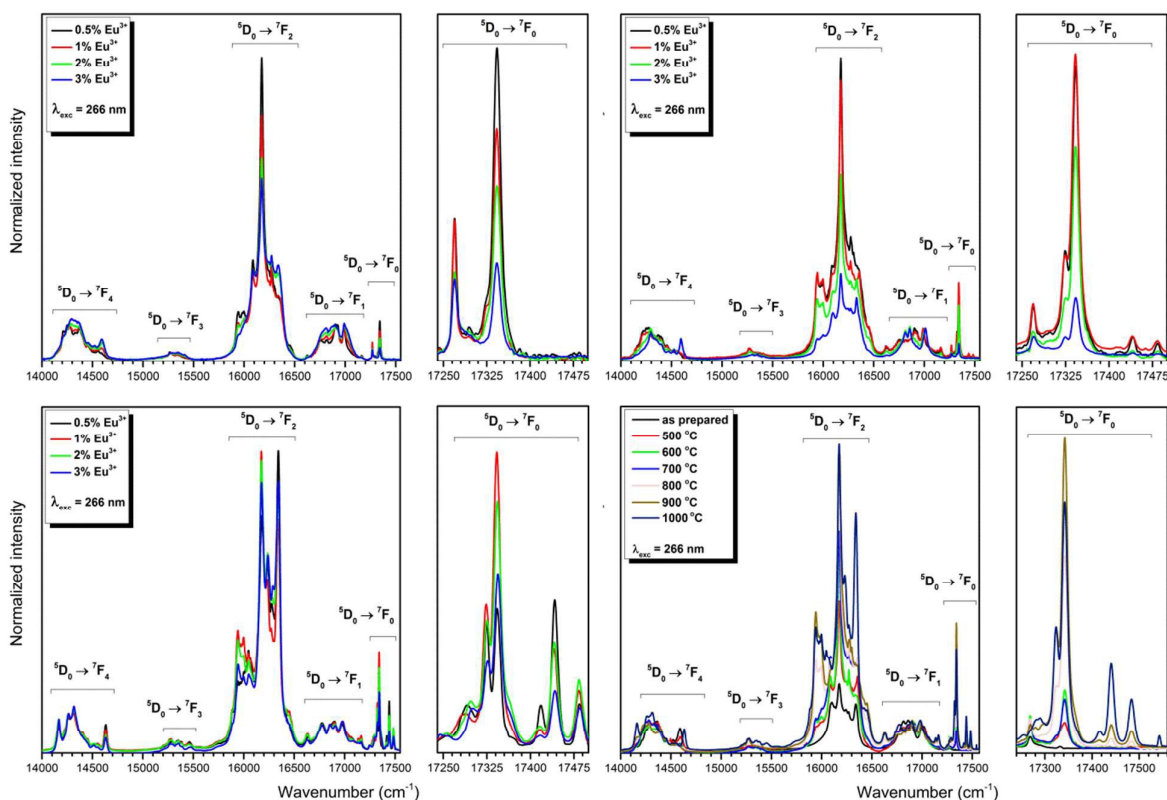 Normalized intensity
0.5% Eu³⁺
1% Eu³⁺
2% Eu³⁺
3% Eu³⁺
λexc = 266 nm
⁵D₀ → ⁷F₂
⁵D₀ → ⁷F₄
⁵D₀ → ⁷F₃
⁵D₀ → ⁷F₁
⁵D₀ → ⁷F₀
14000 14500 15000 15500 16000 16500 17000 17500
⁵D₀ → ⁷F₀
17250 17325 17400 17475
0.5% Eu³⁺
1% Eu³⁺
2% Eu³⁺
3% Eu³⁺
λexc = 266 nm
⁵D₀ → ⁷F₂
⁵D₀ → ⁷F₄
⁵D₀ → ⁷F₃
⁵D₀ → ⁷F₁
⁵D₀ → ⁷F₀
14000 14500 15000 15500 16000 16500 17000 17500
⁵D₀ → ⁷F₀
17250 17325 17400 17475
Normalized intensity
0.5% Eu³⁺
1% Eu³⁺
2% Eu³⁺
3% Eu³⁺
λexc = 266 nm
⁵D₀ → ⁷F₂
⁵D₀ → ⁷F₄
⁵D₀ → ⁷F₃
⁵D₀ → ⁷F₁
⁵D₀ → ⁷F₀
14000 14500 15000 15500 16000 16500 17000 17500
⁵D₀ → ⁷F₀
17250 17325 17400 17475
as prepared
500 °C
600 °C
700 °C
800 °C
900 °C
1000 °C
λexc = 266 nm
⁵D₀ → ⁷F₂
⁵D₀ → ⁷F₄
⁵D₀ → ⁷F₃
⁵D₀ → ⁷F₁
⁵D₀ → ⁷F₀
14000 14500 15000 15500 16000 16500 17000 17500
⁵D₀ → ⁷F₀
17300 17400 17500
Wavenumber (cm⁻¹)
Wavenumber (cm⁻¹)